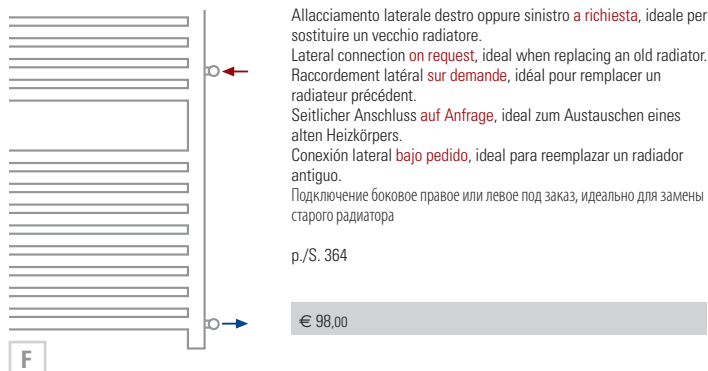 Allacciamento laterale destro oppure sinistro a richiesta, ideale per
sostituire un vecchio radiatore.
Lateral connection on request, ideal when replacing an old radiator.
Raccordement latéral sur demande, idéal pour remplacer un
radiateur précédent.
Seitlicher Anschluss auf Anfrage, ideal zum Austauschen eines
alten Heizkörpers.
Conexión lateral bajo pedido, ideal para reemplazar un radiador
antiguo.
Подключение боковое правое или левое под заказ, идеально для замены
старого радиатора
p./S. 364
€ 98,00
F